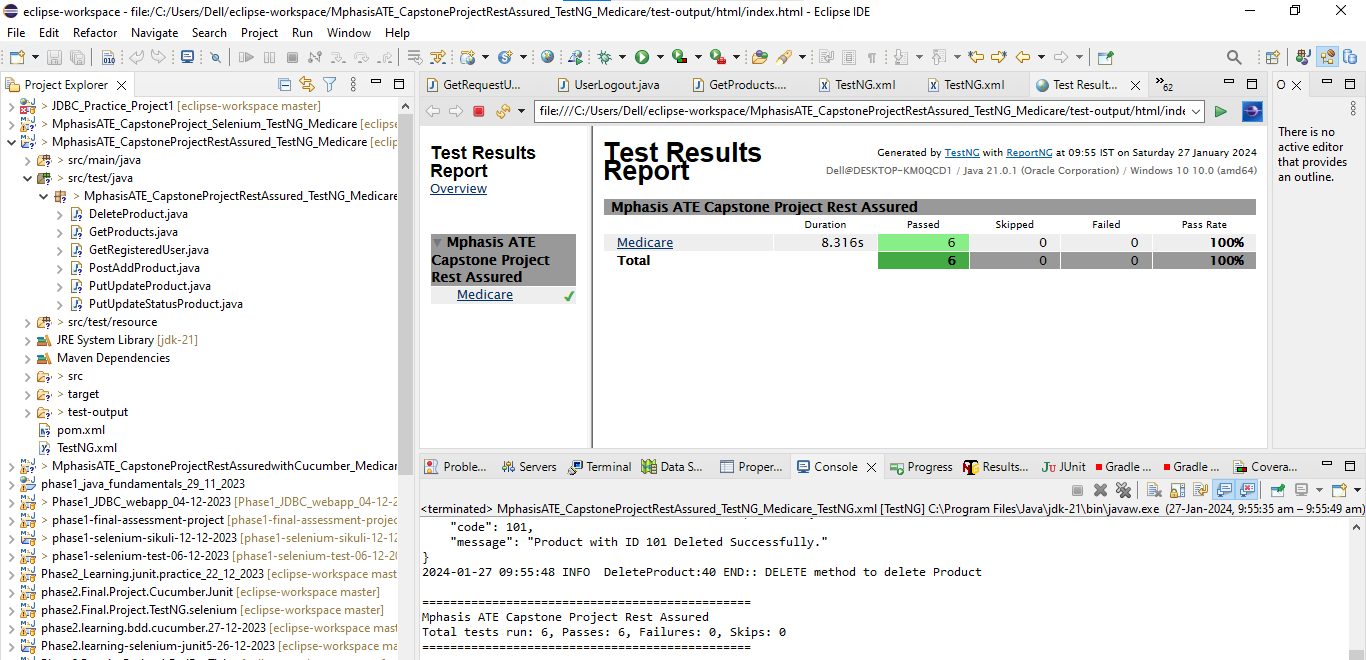 eclipse-workspace - file:/C:/Users/Dell/eclipse-workspace/MphasisATE_CapstoneProjectRestAssured_TestNG_Medicare/test-output/html/index.html - Eclipse IDE
File Edit Refactor Navigate Search Project Run Window Help
Project Explorer
> JDBC_Practice_Project1 [eclipse-workspace master]
> MphasisATE_CapstoneProject_Selenium_TestNG_Medicare [eclips
> MphasisATE_CapstoneProjectRestAssured_TestNG_Medicare [eclip
> src/main/java
> src/test/java
> MphasisATE_CapstoneProjectRestAssured_TestNG_Medicare
DeleteProduct.java
GetProducts.java
GetRegisteredUser.java
PostAddProduct.java
PutUpdateProduct.java
PutUpdateStatusProduct.java
> src/test/resource
JRE System Library [jdk-21]
Maven Dependencies
> src
> target
> test-output
pom.xml
TestNG.xml
> MphasisATE_CapstoneProjectRestAssuredwithCucumber_Medicar
phase1_java_fundamentals_29_11_2023
> Phase1_JDBC_webapp_04-12-2023 [Phase1_JDBC_webapp_04-12-2
> phase1-final-assessment-project [phase1-final-assessment-projec
> phase1-selenium-sikuli-12-12-2023 [phase1-selenium-sikuli-12-12
> phase1-selenium-test-06-12-2023 [phase1-selenium-test-06-12-20
Phase2_Learning.junit.practice_22_12_2023 [eclipse-workspace mast
phase2.Final.Project.Cucumber.Junit [eclipse-workspace master]
phase2.Final.Project.TestNG.selenium [eclipse-workspace master]
phase2.learning.bdd.cucumber.27-12-2023 [eclipse-workspace mast
Phase2.learning-selenium-junit5-26-12-2023 [eclipse-workspace ma
GetRequestU... UserLogout.java GetProducts.... TestNG.xml TestNG.xml Test Result... »62
file:///C:/Users/Dell/eclipse-workspace/MphasisATE_CapstoneProjectRestAssured_TestNG_Medicare/test-output/html/inde
Test Results Report
Overview
Mphasis ATE Capstone Project Rest Assured
Medicare
Test Results Report
Generated by TestNG with ReportNG at 09:55 IST on Saturday 27 January 2024
Dell@DESKTOP-KM0QCD1 / Java 21.0.1 (Oracle Corporation) / Windows 10 10.0 (amd64)
Mphasis ATE Capstone Project Rest Assured
Duration Passed Skipped Failed Pass Rate
Medicare 8.316s 6 0 0 100%
Total 6 0 0 100%
O
There is no active editor that provides an outline.
Proble... Servers Terminal Data S... Proper... Console Progress Results... JUnit Gradle ... Gradle ... Covera...
<terminated> MphasisATE_CapstoneProjectRestAssured_TestNG_Medicare_TestNG.xml [TestNG] C:\Program Files\Java\jdk-21\bin\javaw.exe (27-Jan-2024, 9:55:35 am – 9:55:49 am)
"code": 101,
"message": "Product with ID 101 Deleted Successfully."
}
2024-01-27 09:55:48 INFO DeleteProduct:40 END:: DELETE method to delete Product
===============================================
Mphasis ATE Capstone Project Rest Assured
Total tests run: 6, Passes: 6, Failures: 0, Skips: 0
===============================================